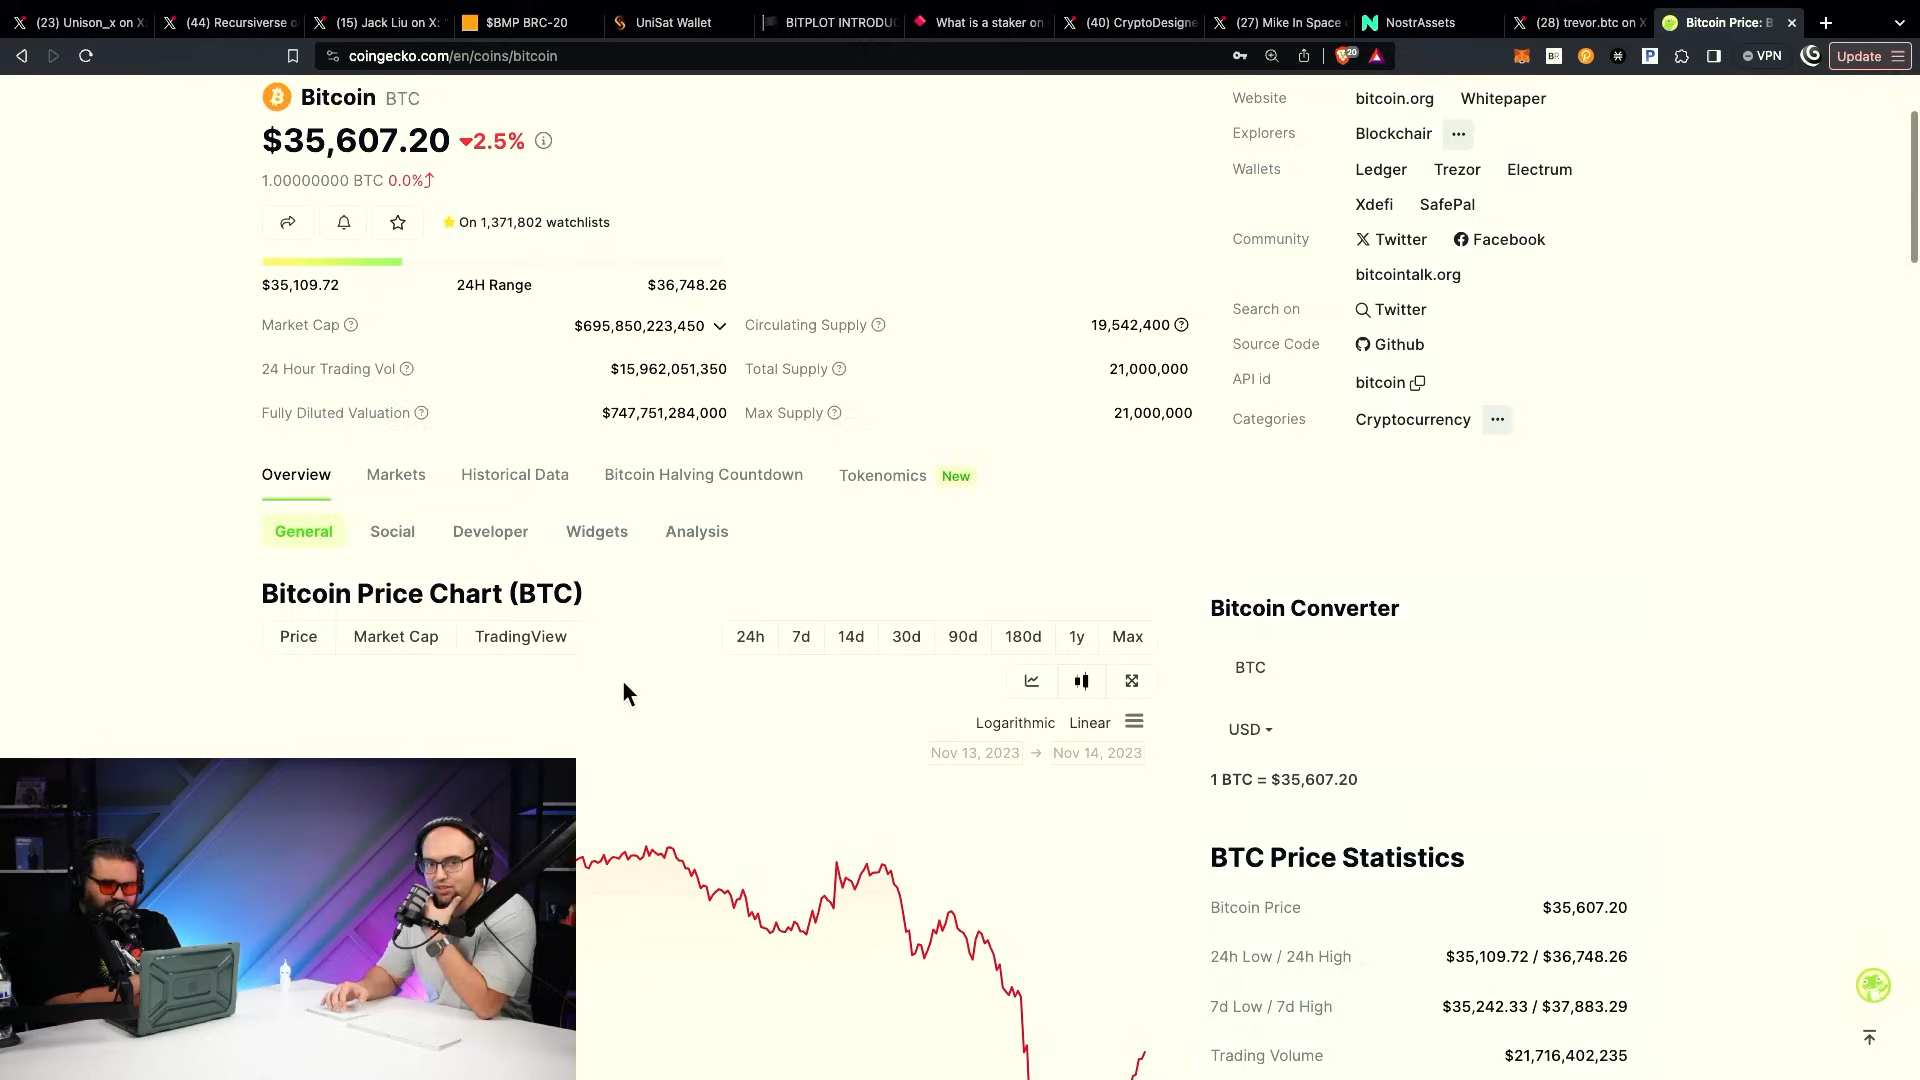 (23) Unison_x on X:
(44) Recursiverse o
(15) Jack Liu on X: "
$BMP BRC-20
UniSat Wallet
BITPLOT INTRODUC
What is a staker on
(40) CryptoDesigne
(27) Mike In Space
NostrAssets
(28) trevor.btc on X
Bitcoin Price: B
coingecko.com/en/coins/bitcoin
20
BR
P
VPN
Update
Bitcoin BTC
$35,607.20 2.5%
1.00000000 BTC 0.0%
On 1,371,802 watchlists
$35,109.72 24H Range $36,748.26
Market Cap $695,850,223,450
24 Hour Trading Vol $15,962,051,350
Fully Diluted Valuation $747,751,284,000
Circulating Supply 19,542,400
Total Supply 21,000,000
Max Supply 21,000,000
Website bitcoin.org Whitepaper
Explorers Blockchair
Wallets Ledger Trezor Electrum
Xdefi SafePal
Community Twitter Facebook
bitcointalk.org
Search on Twitter
Source Code Github
API id bitcoin
Categories Cryptocurrency
Overview Markets Historical Data Bitcoin Halving Countdown Tokenomics New
General Social Developer Widgets Analysis
Bitcoin Price Chart (BTC)
Price Market Cap TradingView
24h 7d 14d 30d 90d 180d 1y Max
Logarithmic Linear
Nov 13, 2023 → Nov 14, 2023
Bitcoin Converter
BTC
USD
1 BTC = $35,607.20
BTC Price Statistics
Bitcoin Price $35,607.20
24h Low / 24h High $35,109.72 / $36,748.26
7d Low / 7d High $35,242.33 / $37,883.29
Trading Volume $21,716,402,235